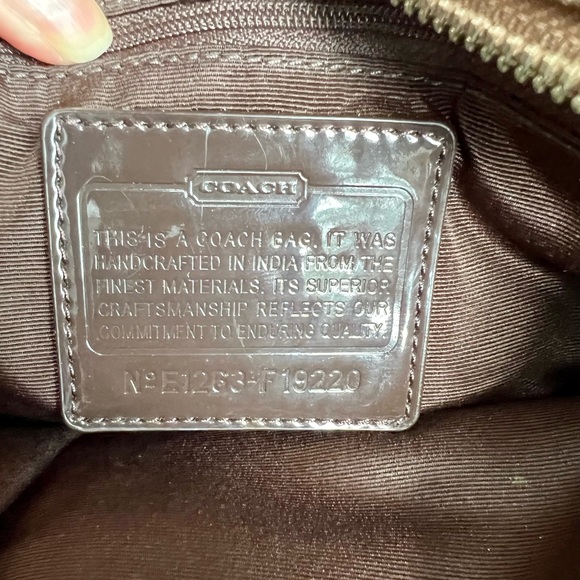 COACH
THIS IS A COACH BAG. IT WAS
HANDCRAFTED IN INDIA FROM THE
FINEST MATERIALS. ITS SUPERIOR
CRAFTSMANSHIP REFLECTS OUR
COMMITMENT TO ENDURING QUALITY.
Nº E1263-F19220